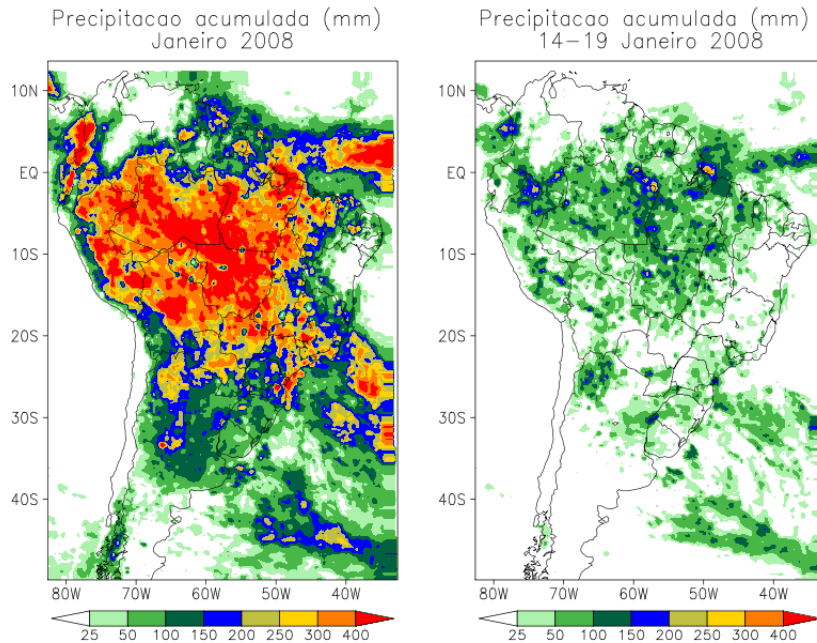 Precipitacao acumulada (mm)
Janeiro 2008
10N
EQ
10S
20S
30S
40S
80W 70W 60W 50W 40W
25 50 100 150 200 250 300 400
Precipitacao acumulada (mm)
14-19 Janeiro 2008
10N
EQ
10S
20S
30S
40S
80W 70W 60W 50W 40W
25 50 100 150 200 250 300 400